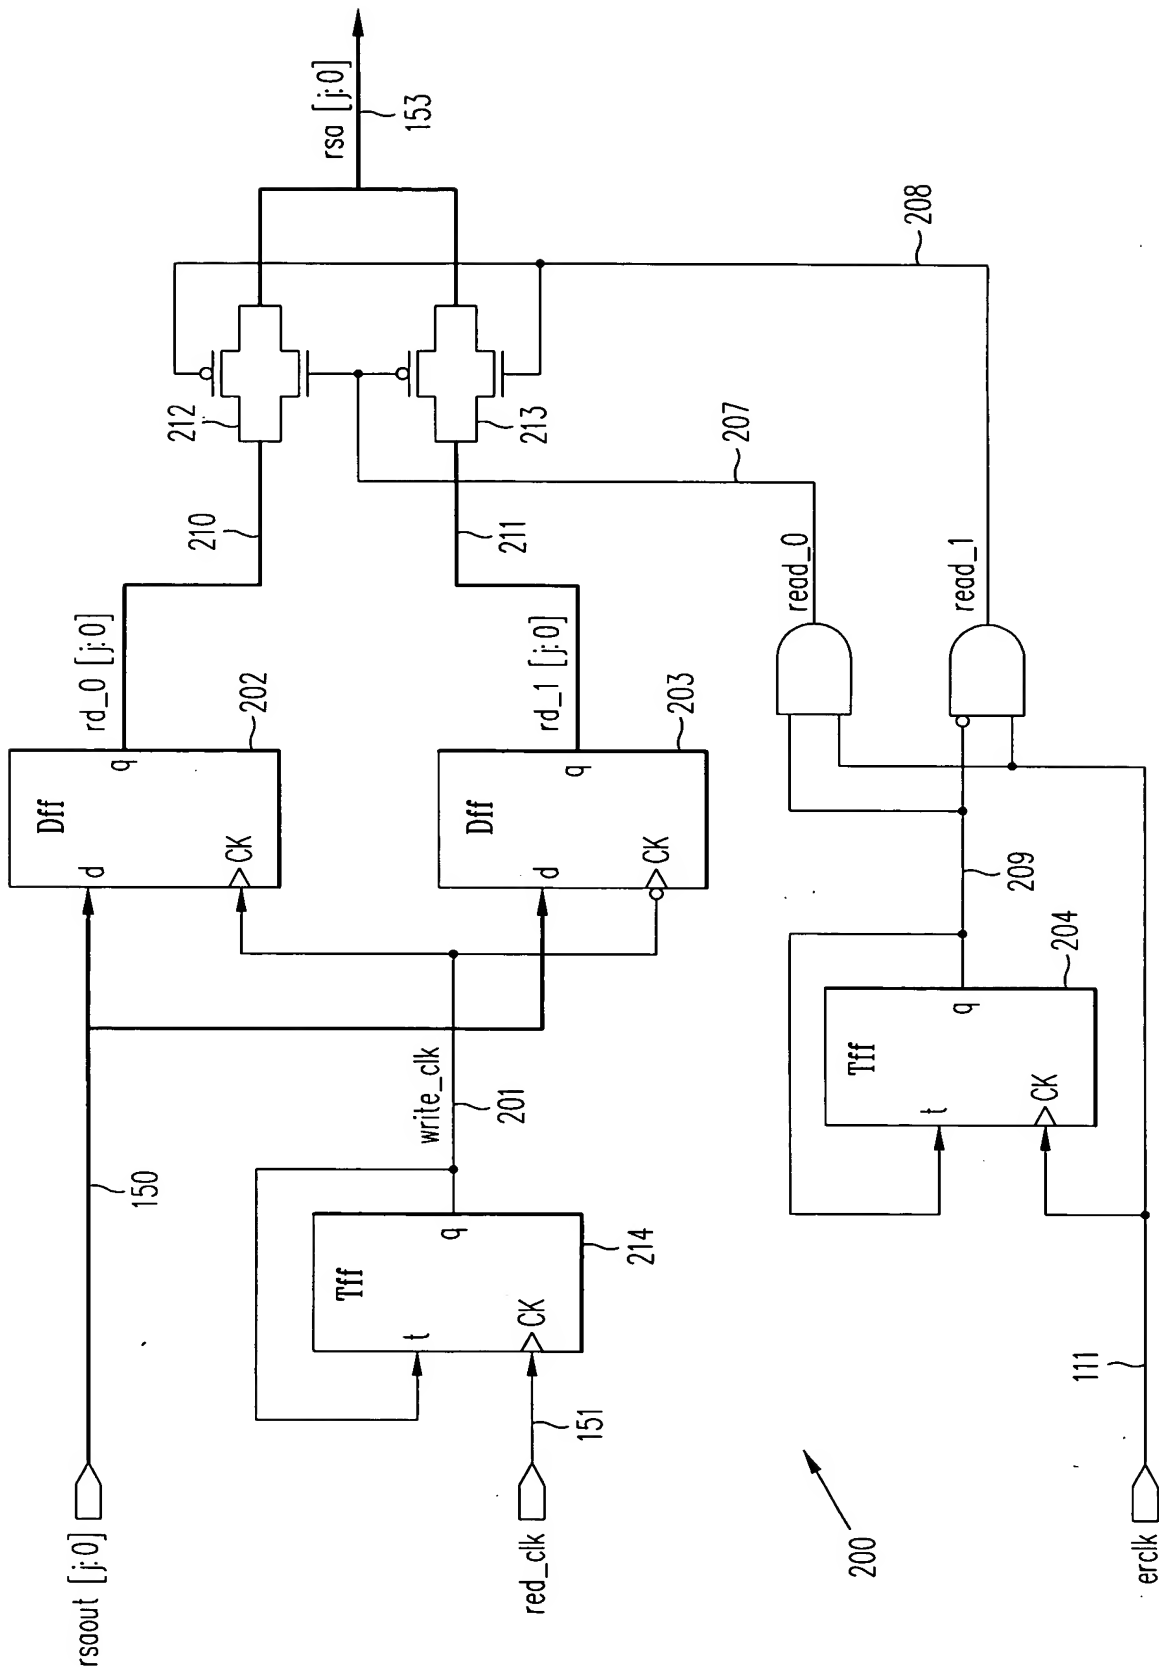 rsaout [j:0]
150
red_clk
151
Tff
t
CK
q
214
write_clk
201
Dff
d
CK
q
202
rd_0 [j:0]
210
Dff
d
CK
q
203
rd_1 [j:0]
211
212
213
rsa [j:0]
153
erclk
111
200
Tff
t
CK
q
204
209
read_0
207
read_1
208